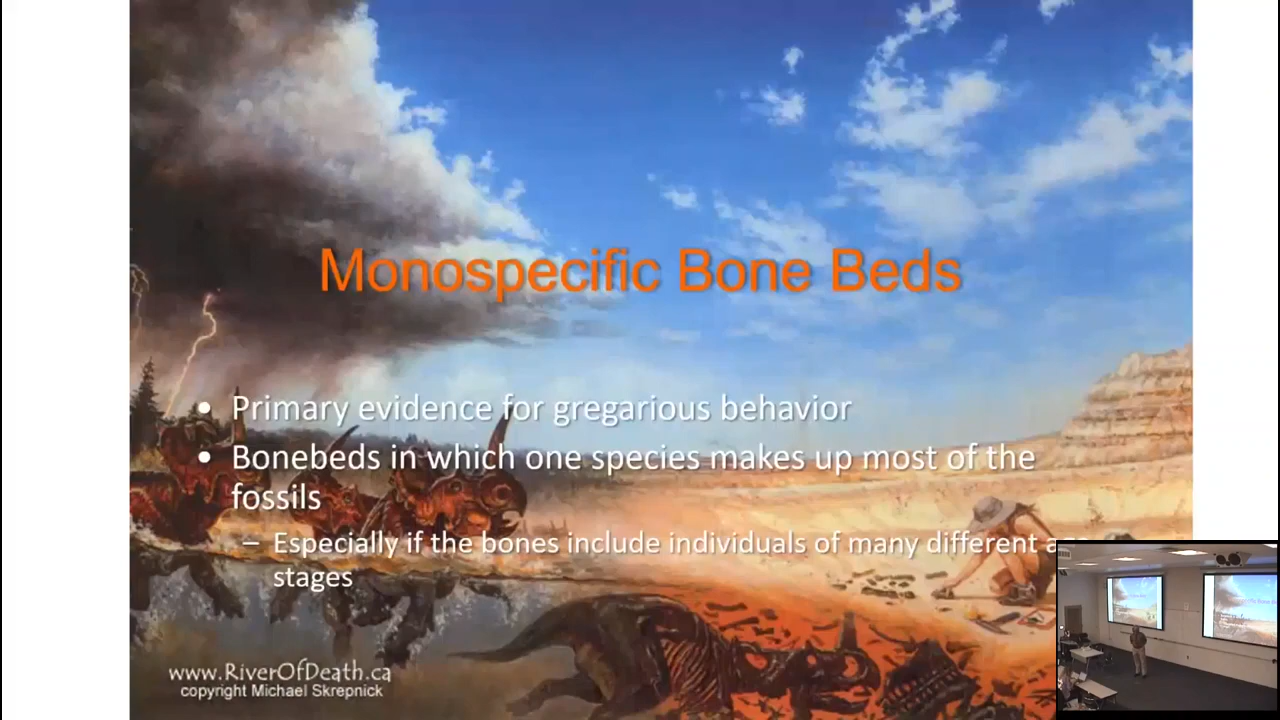 Monospecific Bone Beds
• Primary evidence for gregarious behavior
• Bonebeds in which one species makes up most of the
fossils
– Especially if the bones include individuals of many different
stages
www.RiverOfDeath.ca
copyright Michael Skrepnick